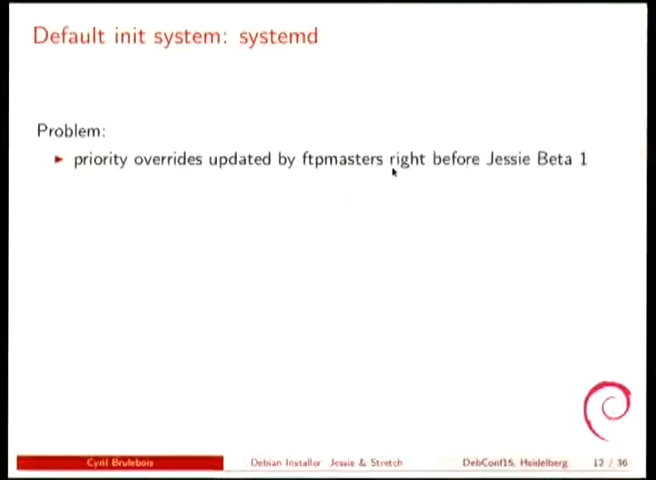 Default init system: systemd
Problem:
priority overrides updated by ftpmasters right before Jessie Beta 1
Cyril Brulebois Debian Installer Jessie & Stretch DebConf15, Heidelberg 12 / 36